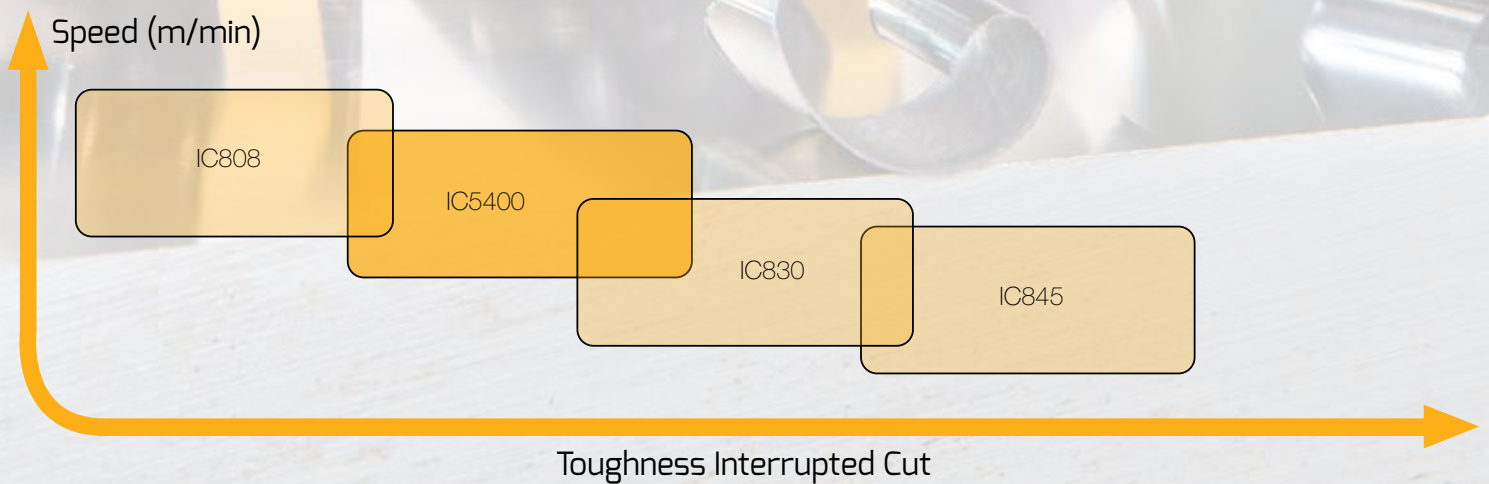 Speed (m/min)
IC808
IC5400
IC830
IC845
Toughness Interrupted Cut